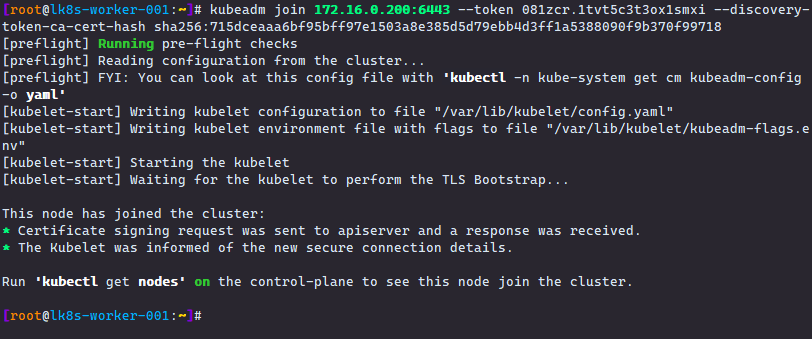 [root@lk8s-worker-001:~]# kubeadm join 172.16.0.200:6443 --token 081zcr.1tvt5c3t3ox1smxi --discovery-
token-ca-cert-hash sha256:715dceaaa6bf95bff97e1503a8e385d5d79ebb4d3ff1a5388090f9b370f99718
[preflight] Running pre-flight checks
[preflight] Reading configuration from the cluster...
[preflight] FYI: You can look at this config file with 'kubectl -n kube-system get cm kubeadm-config
-o yaml'
[kubelet-start] Writing kubelet configuration to file "/var/lib/kubelet/config.yaml"
[kubelet-start] Writing kubelet environment file with flags to file "/var/lib/kubelet/kubeadm-flags.e
nv"
[kubelet-start] Starting the kubelet
[kubelet-start] Waiting for the kubelet to perform the TLS Bootstrap...
This node has joined the cluster:
* Certificate signing request was sent to apiserver and a response was received.
* The Kubelet was informed of the new secure connection details.
Run 'kubectl get nodes' on the control-plane to see this node join the cluster.
[root@lk8s-worker-001:~]#